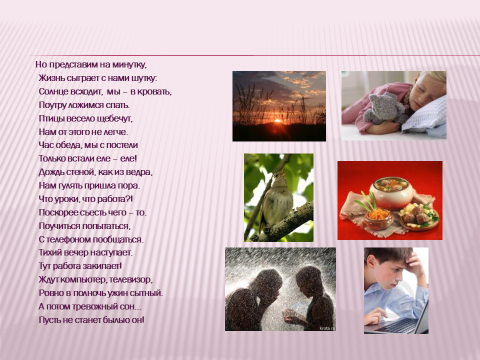 Но представим на минутку,
Жизнь сыграет с нами шутку:
Солнце всходит, мы – в кровать,
Поутру ложимся спать.
Птицы весело щебечут,
Нам от этого не легче.
Час обеда, мы с постели
Только встали еле – еле!
Дождь стеной, как из ведра,
Нам гулять пришла пора.
Что уроки, что работа?!
Поскорее съесть чего – то.
Поучиться попытаться,
С телефоном пообщаться.
Тихий вечер наступает.
Тут работа закипает!
Ждут компьютер, телевизор,
Ровно в полночь ужин сытный.
А потом тревожный сон...
Пусть не станет былью он!